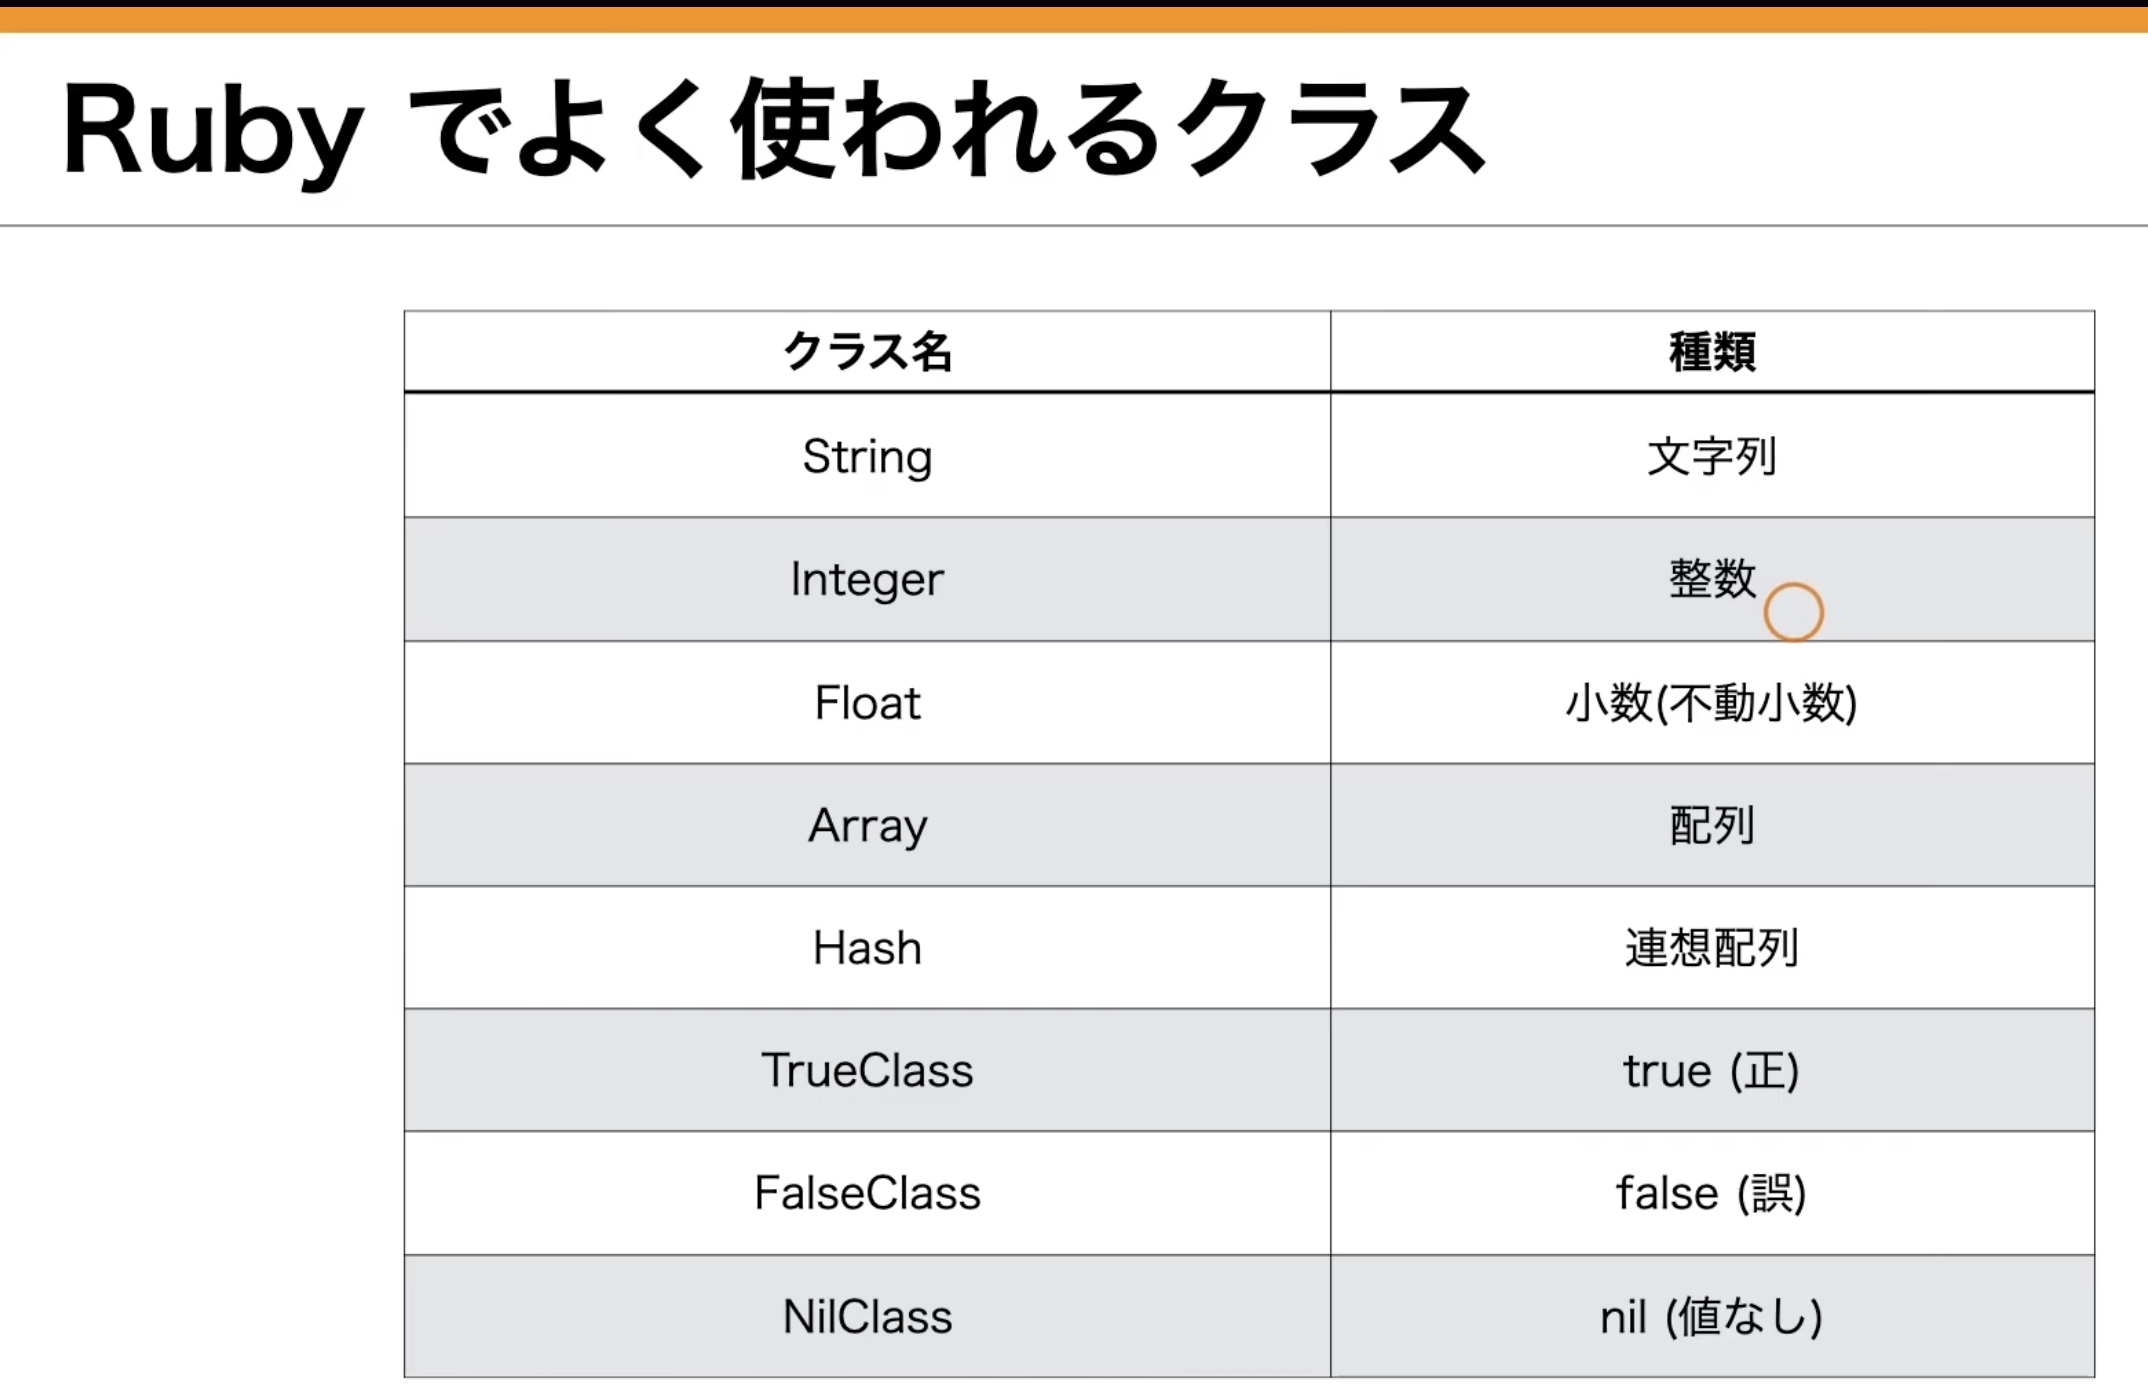 Ruby でよく使われるクラス
クラス名 種類
String 文字列
Integer 整数
Float 小数(不動小数)
Array 配列
Hash 連想配列
TrueClass true (正)
FalseClass false (誤)
NilClass nil (値なし)